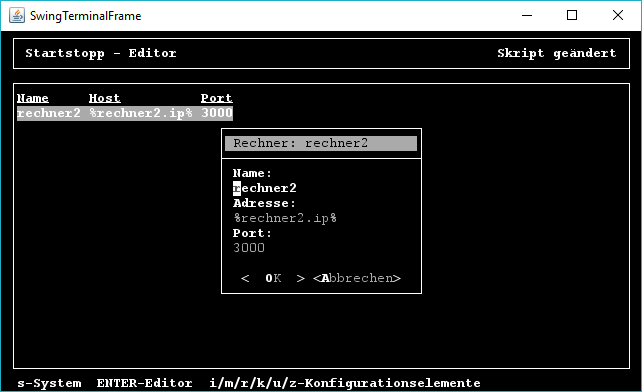 SwingTerminalFrame
Startstopp - Editor Skript geändert
Name Host Port
rechner2 %rechner2.ip% 3000
Rechner: rechner2
Name:
rechner2
Adresse:
%rechner2.ip%
Port:
3000
< OK > <Abbrechen>
s-System ENTER-Editor i/m/r/k/u/z-Konfigurationselemente